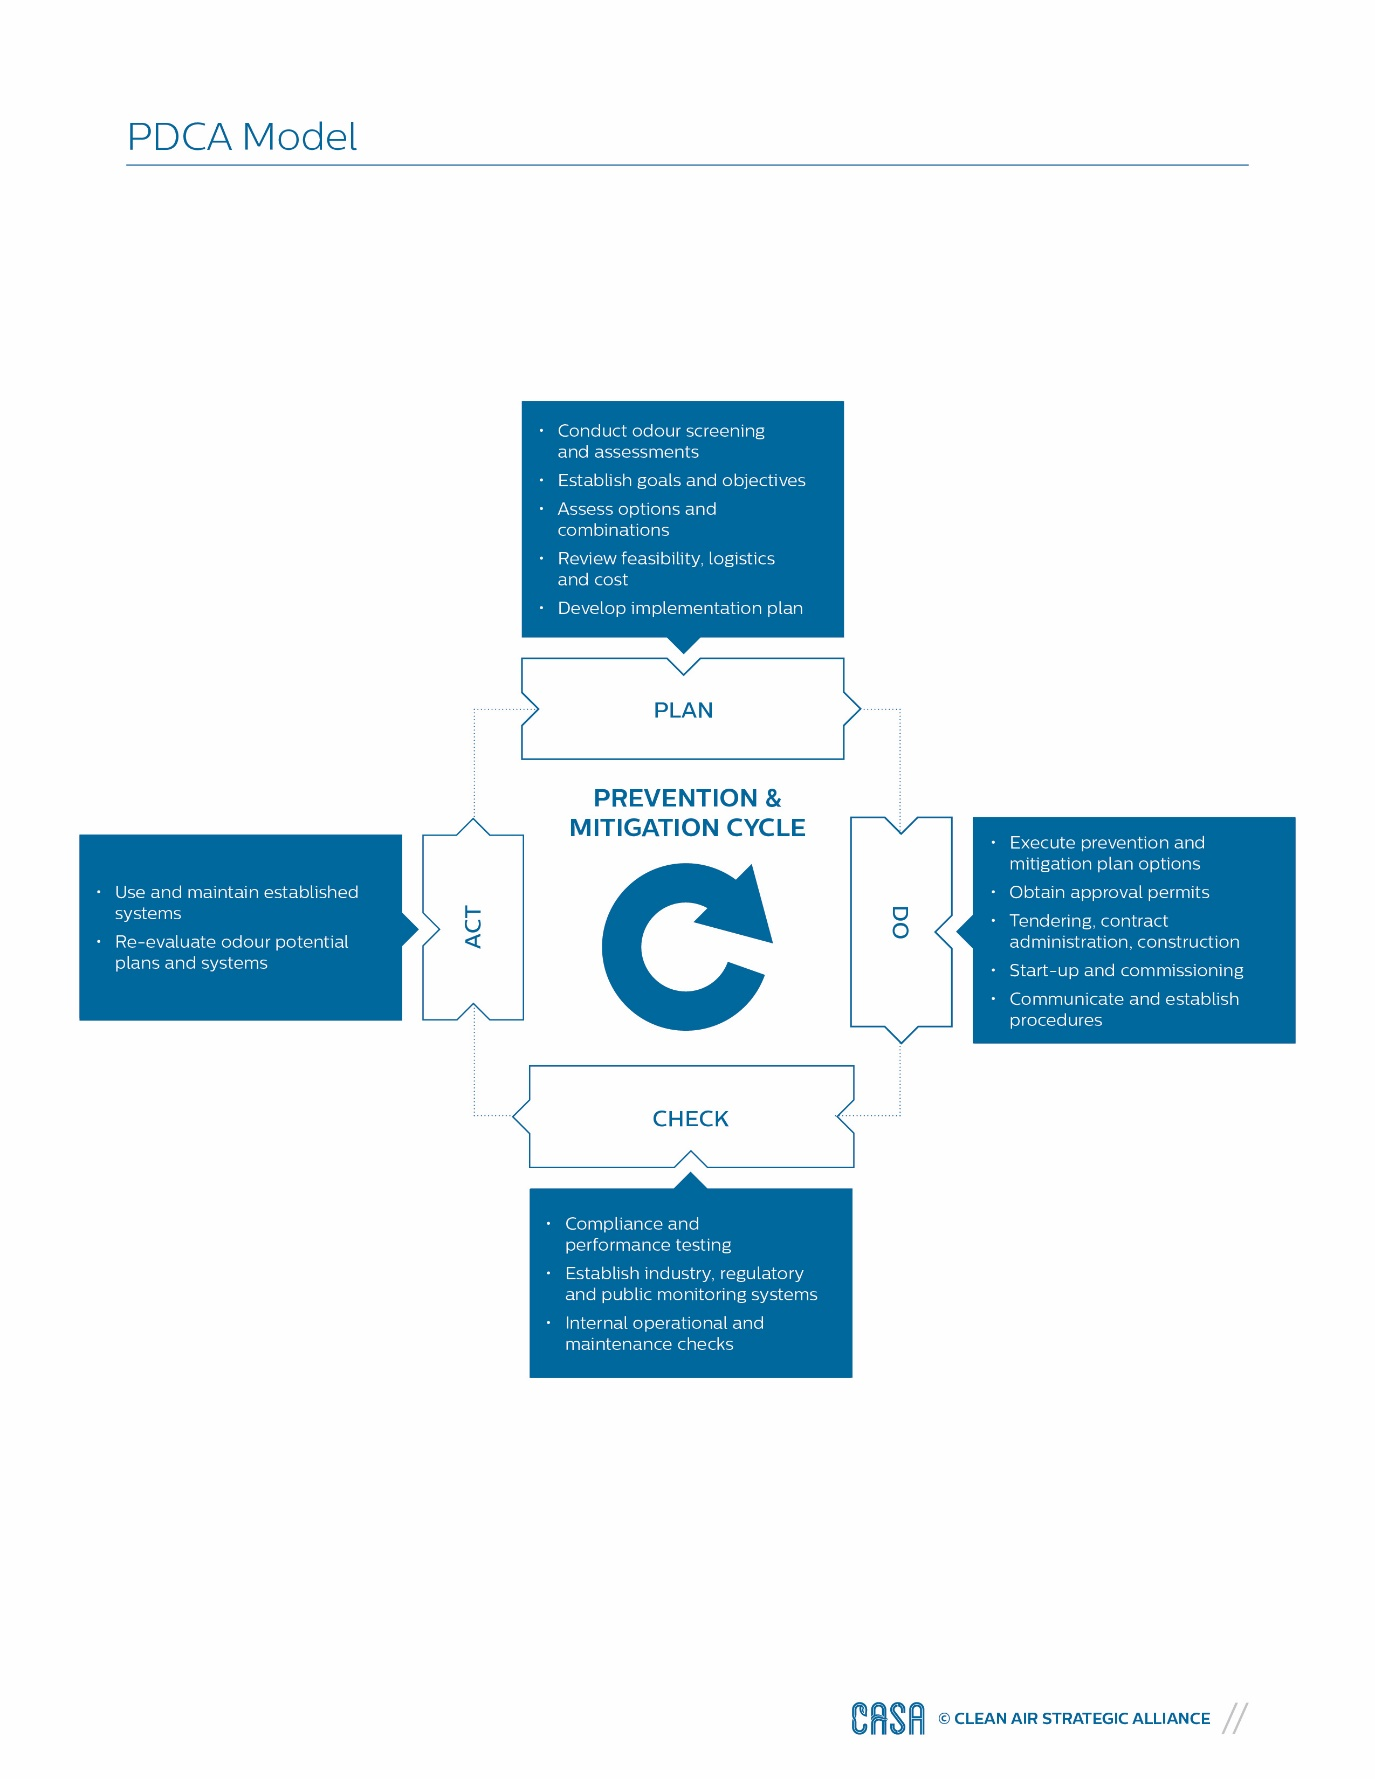 PDCA Model
• Conduct odour screening
and assessments
• Establish goals and objectives
• Assess options and
combinations
• Review feasibility, logistics
and cost
• Develop implementation plan
PLAN
PREVENTION &
MITIGATION CYCLE
DO
• Execute prevention and
mitigation plan options
• Obtain approval permits
• Tendering, contract
administration, construction
• Start-up and commissioning
• Communicate and establish
procedures
CHECK
• Compliance and
performance testing
• Establish industry, regulatory
and public monitoring systems
• Internal operational and
maintenance checks
ACT
• Use and maintain established
systems
• Re-evaluate odour potential
plans and systems
CASA © CLEAN AIR STRATEGIC ALLIANCE //